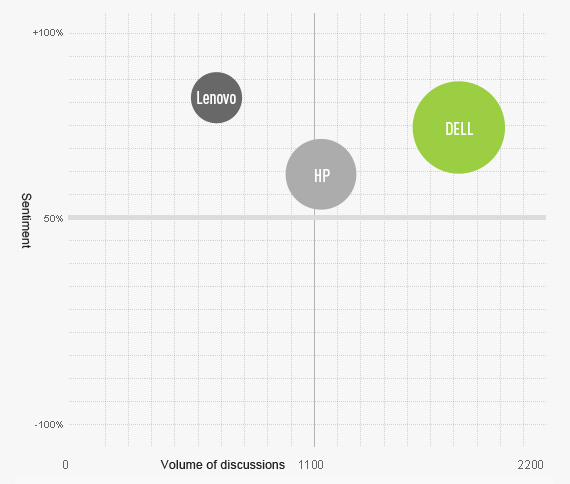 +100%
Lenovo
DELL
HP
Sentiment
50%
-100%
0 Volume of discussions 1100 2200